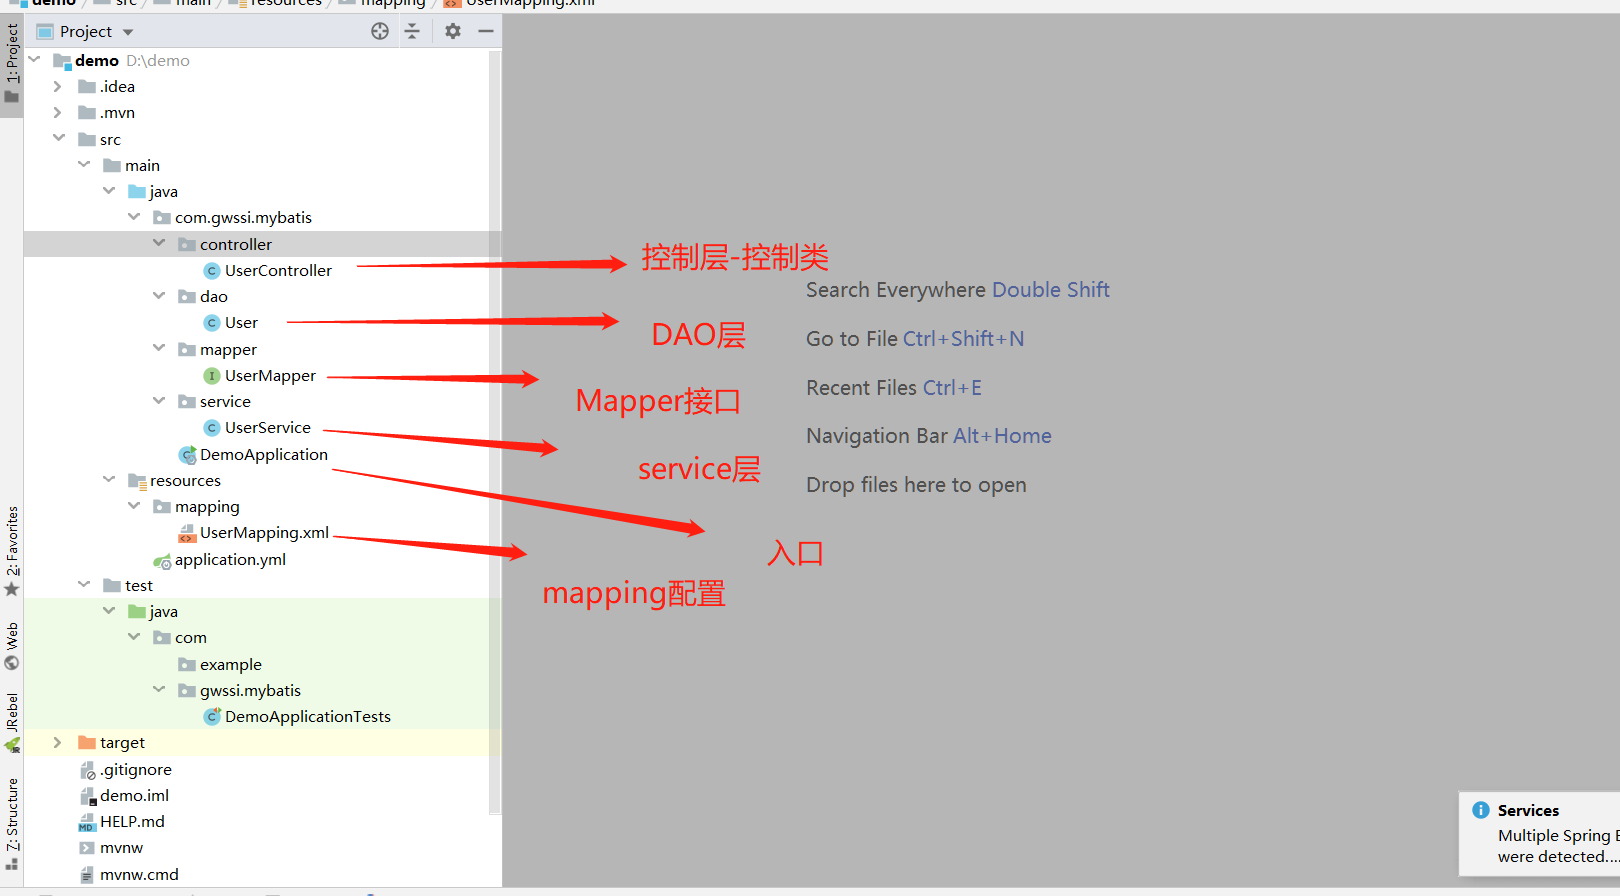 demo / src / main / resources / mapping / UserMapping.xml
Project
demo D:\demo
.idea
.mvn
src
main
java
com.gwssi.mybatis
controller
UserController
dao
User
mapper
UserMapper
service
UserService
DemoApplication
resources
mapping
UserMapping.xml
application.yml
test
java
com
example
gwssi.mybatis
DemoApplicationTests
target
.gitignore
demo.iml
HELP.md
mvnw
mvnw.cmd
1: Project
2: Favorites
Web
JRebel
7: Structure
控制层-控制类
DAO层
Mapper接口
service层
入口
mapping配置
Search Everywhere Double Shift
Go to File Ctrl+Shift+N
Recent Files Ctrl+E
Navigation Bar Alt+Home
Drop files here to open
Services
Multiple Spring
were detected....